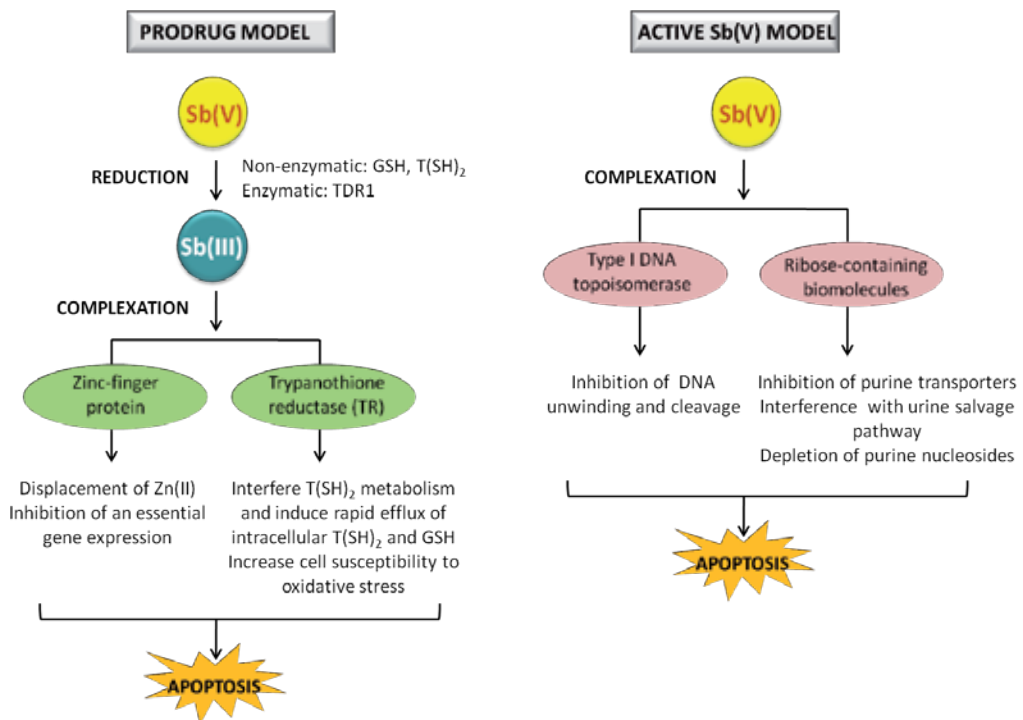 PRODRUG MODEL
Sb(V)
REDUCTION
Non-enzymatic: GSH, T(SH)₂
Enzymatic: TDR1
Sb(III)
COMPLEXATION
Zinc-finger
protein
Trypanothione
reductase (TR)
Displacement of Zn(II)
Inhibition of an essential
gene expression
Interfere T(SH)₂ metabolism
and induce rapid efflux of
intracellular T(SH)₂ and GSH
Increase cell susceptibility to
oxidative stress
APOPTOSIS
ACTIVE Sb(V) MODEL
Sb(V)
COMPLEXATION
Type I DNA
topoisomerase
Ribose-containing
biomolecules
Inhibition of DNA
unwinding and cleavage
Inhibition of purine transporters
Interference with urine salvage
pathway
Depletion of purine nucleosides
APOPTOSIS